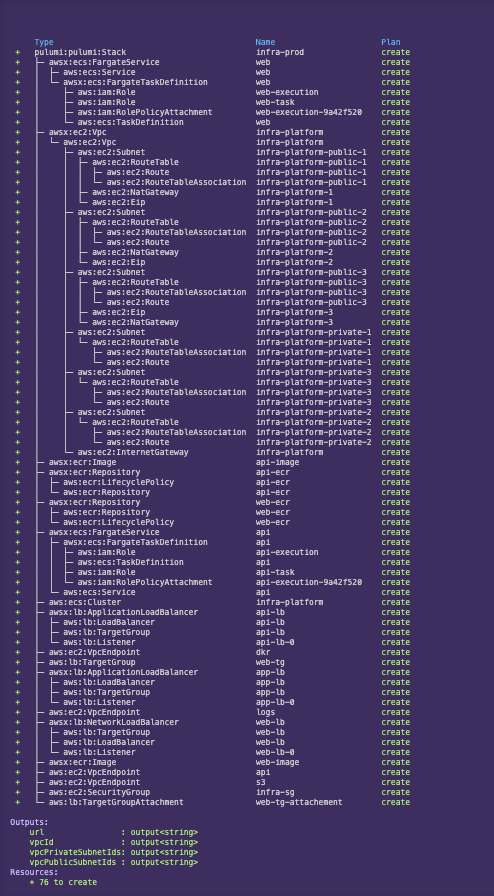 Type Name Plan
+ pulumi:pulumi:Stack infra-prod create
+ ├─ awsx:ecs:FargateService web create
+ │ ├─ aws:ecs:Service web create
+ │ └─ awsx:ecs:FargateTaskDefinition web create
+ │ ├─ aws:iam:Role web-execution create
+ │ ├─ aws:iam:Role web-task create
+ │ ├─ aws:iam:RolePolicyAttachment web-execution-9a42f520 create
+ │ └─ aws:ecs:TaskDefinition web create
+ ├─ awsx:ec2:Vpc infra-platform create
+ │ └─ aws:ec2:Vpc infra-platform create
+ │ ├─ aws:ec2:Subnet infra-platform-public-1 create
+ │ │ ├─ aws:ec2:RouteTable infra-platform-public-1 create
+ │ │ │ ├─ aws:ec2:Route infra-platform-public-1 create
+ │ │ │ └─ aws:ec2:RouteTableAssociation infra-platform-public-1 create
+ │ │ ├─ aws:ec2:NatGateway infra-platform-1 create
+ │ │ └─ aws:ec2:Eip infra-platform-1 create
+ │ ├─ aws:ec2:Subnet infra-platform-public-2 create
+ │ │ ├─ aws:ec2:RouteTable infra-platform-public-2 create
+ │ │ │ ├─ aws:ec2:RouteTableAssociation infra-platform-public-2 create
+ │ │ │ └─ aws:ec2:Route infra-platform-public-2 create
+ │ │ ├─ aws:ec2:NatGateway infra-platform-2 create
+ │ │ └─ aws:ec2:Eip infra-platform-2 create
+ │ ├─ aws:ec2:Subnet infra-platform-public-3 create
+ │ │ ├─ aws:ec2:RouteTable infra-platform-public-3 create
+ │ │ │ ├─ aws:ec2:RouteTableAssociation infra-platform-public-3 create
+ │ │ │ └─ aws:ec2:Route infra-platform-public-3 create
+ │ │ ├─ aws:ec2:Eip infra-platform-3 create
+ │ │ └─ aws:ec2:NatGateway infra-platform-3 create
+ │ ├─ aws:ec2:Subnet infra-platform-private-1 create
+ │ │ └─ aws:ec2:RouteTable infra-platform-private-1 create
+ │ │ ├─ aws:ec2:RouteTableAssociation infra-platform-private-1 create
+ │ │ └─ aws:ec2:Route infra-platform-private-1 create
+ │ ├─ aws:ec2:Subnet infra-platform-private-3 create
+ │ │ └─ aws:ec2:RouteTable infra-platform-private-3 create
+ │ │ ├─ aws:ec2:RouteTableAssociation infra-platform-private-3 create
+ │ │ └─ aws:ec2:Route infra-platform-private-3 create
+ │ ├─ aws:ec2:Subnet infra-platform-private-2 create
+ │ │ └─ aws:ec2:RouteTable infra-platform-private-2 create
+ │ │ ├─ aws:ec2:RouteTableAssociation infra-platform-private-2 create
+ │ │ └─ aws:ec2:Route infra-platform-private-2 create
+ │ └─ aws:ec2:InternetGateway infra-platform create
+ ├─ awsx:ecr:Image api-image create
+ ├─ awsx:ecr:Repository api-ecr create
+ │ ├─ aws:ecr:LifecyclePolicy api-ecr create
+ │ └─ aws:ecr:Repository api-ecr create
+ ├─ awsx:ecr:Repository web-ecr create
+ │ ├─ aws:ecr:Repository web-ecr create
+ │ └─ aws:ecr:LifecyclePolicy web-ecr create
+ ├─ awsx:ecs:FargateService api create
+ │ ├─ awsx:ecs:FargateTaskDefinition api create
+ │ │ ├─ aws:iam:Role api-execution create
+ │ │ ├─ aws:ecs:TaskDefinition api create
+ │ │ ├─ aws:iam:Role api-task create
+ │ │ └─ aws:iam:RolePolicyAttachment api-execution-9a42f520 create
+ │ └─ aws:ecs:Service api create
+ ├─ aws:ecs:Cluster infra-platform create
+ ├─ awsx:lb:ApplicationLoadBalancer api-lb create
+ │ ├─ aws:lb:LoadBalancer api-lb create
+ │ ├─ aws:lb:TargetGroup api-lb create
+ │ └─ aws:lb:Listener api-lb-0 create
+ ├─ aws:ec2:VpcEndpoint dkr create
+ ├─ aws:lb:TargetGroup web-tg create
+ ├─ awsx:lb:ApplicationLoadBalancer app-lb create
+ │ ├─ aws:lb:LoadBalancer app-lb create
+ │ ├─ aws:lb:TargetGroup app-lb create
+ │ └─ aws:lb:Listener app-lb-0 create
+ ├─ aws:ec2:VpcEndpoint logs create
+ ├─ awsx:lb:NetworkLoadBalancer web-lb create
+ │ ├─ aws:lb:TargetGroup web-lb create
+ │ ├─ aws:lb:LoadBalancer web-lb create
+ │ └─ aws:lb:Listener web-lb-0 create
+ ├─ awsx:ecr:Image web-image create
+ ├─ aws:ec2:VpcEndpoint api create
+ ├─ aws:ec2:VpcEndpoint s3 create
+ ├─ aws:ec2:SecurityGroup infra-sg create
+ └─ aws:lb:TargetGroupAttachment web-tg-attachement create
Outputs:
url : output<string>
vpcId : output<string>
vpcPrivateSubnetIds: output<string>
vpcPublicSubnetIds : output<string>
Resources:
+ 76 to create